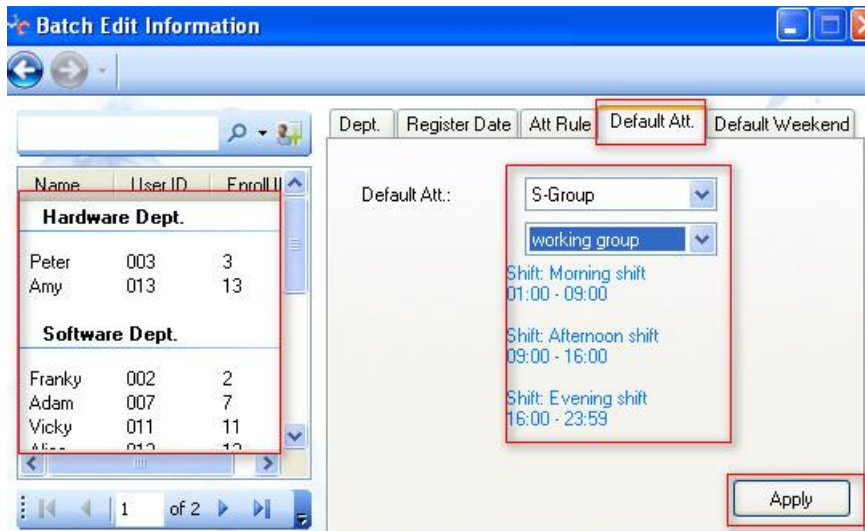 Batch Edit Information
Dept. Register Date Att Rule Default Att. Default Weekend
Name User ID Enroll I
Hardware Dept.
Peter 003 3
Amy 013 13
Software Dept.
Franky 002 2
Adam 007 7
Vicky 011 11
012 12
1 of 2
Default Att.: S-Group
working group
Shift: Morning shift
01:00 - 09:00
Shift: Afternoon shift
09:00 - 16:00
Shift: Evening shift
16:00 - 23:59
Apply